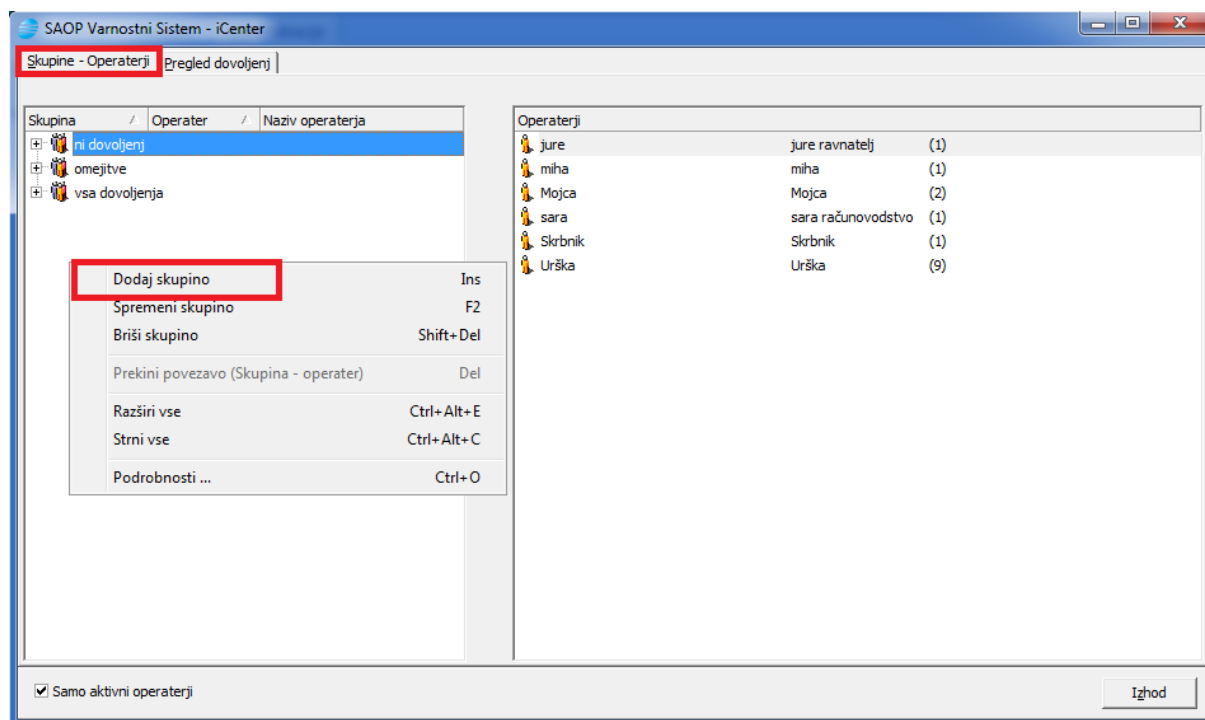 SAOP Varnostni Sistem - iCenter
Skupine - Operaterji Pregled dovoljenj
Skupina Operater Naziv operaterja
ni dovoljenj
omejitve
vsa dovoljenja
Dodaj skupino Ins
Spremeni skupino F2
Briši skupino Shift+Del
Prekini povezavo (Skupina - operater) Del
Razširi vse Ctrl+Alt+E
Strni vse Ctrl+Alt+C
Podrobnosti ... Ctrl+O
Operaterji
jure jure ravnatelj (1)
miha miha (1)
Mojca Mojca (2)
sara sara računovodstvo (1)
Skrbnik Skrbnik (1)
Urška Urška (9)
Samo aktivni operaterji
Izhod